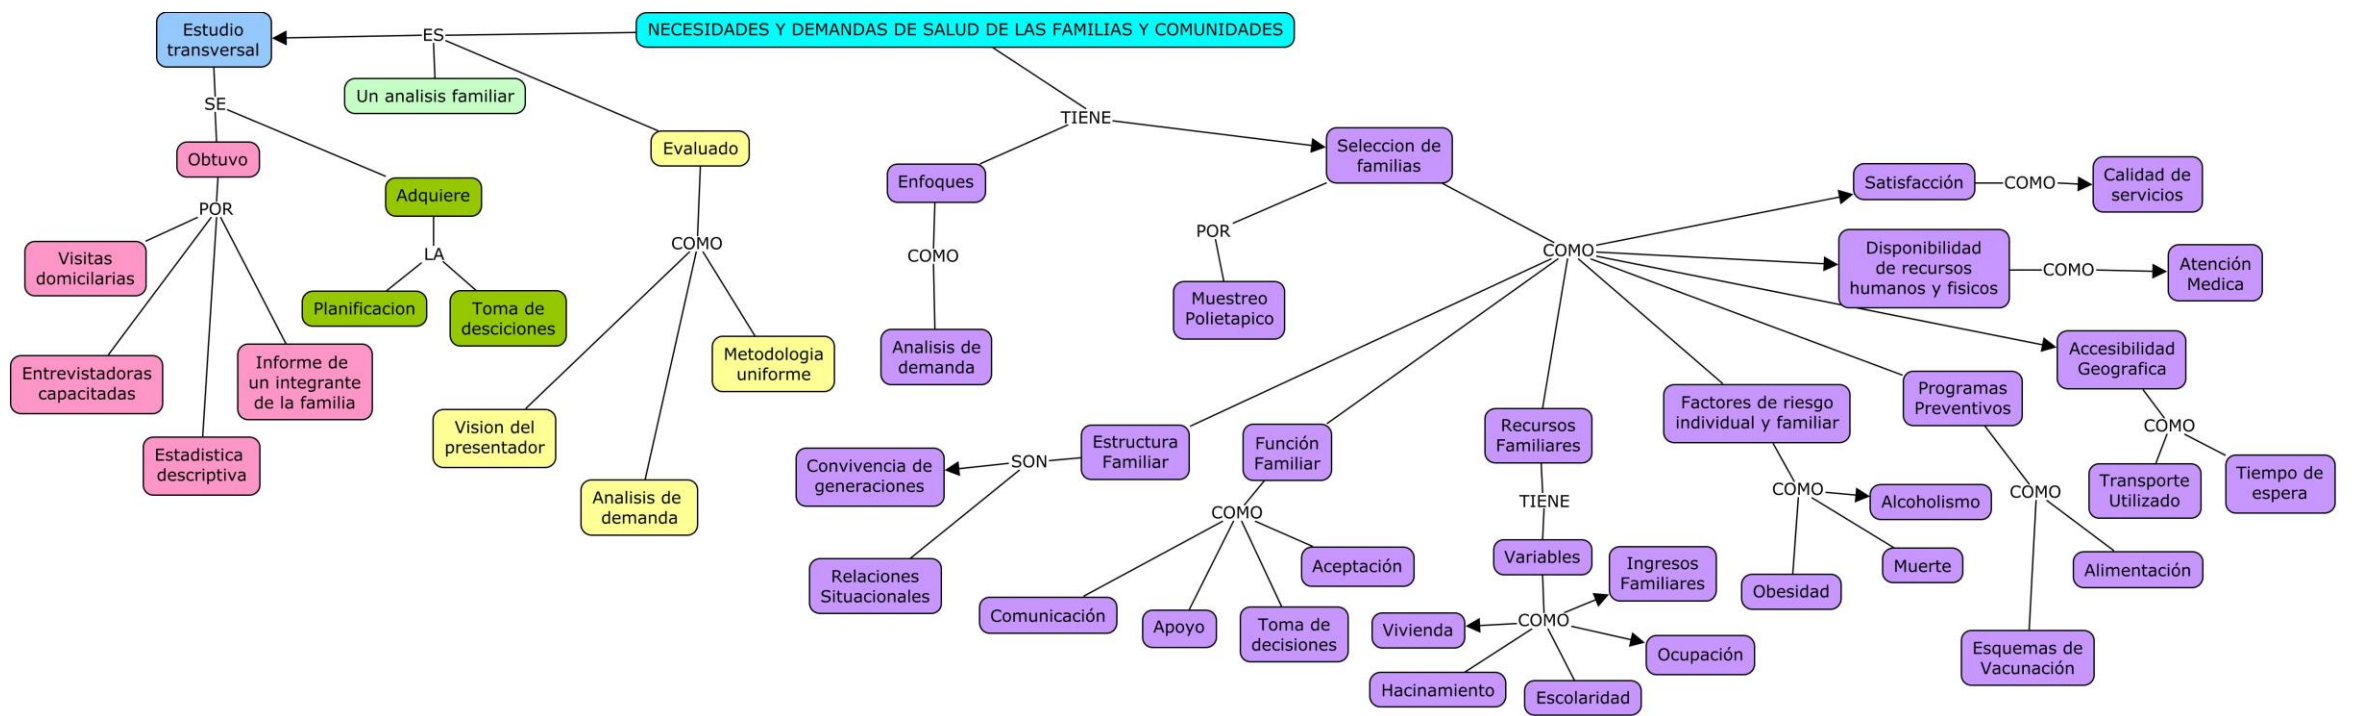 Estudio
transversal
ES
NECESIDADES Y DEMANDAS DE SALUD DE LAS FAMILIAS Y COMUNIDADES
Un analisis familiar
SE
TIENE
Obtuvo
Adquiere
Evaluado
Enfoques
Seleccion de
familias
Satisfacción
COMO
Calidad de
servicios
POR
LA
COMO
COMO
POR
COMO
Disponibilidad
de recursos
humanos y fisicos
COMO
Atención
Medica
Visitas
domicilarias
Planificacion
Toma de
desciciones
Muestreo
Polietapico
Entrevistadoras
capacitadas
Informe de
un integrante
de la familia
Metodologia
uniforme
Analisis de
demanda
Accesibilidad
Geografica
Estadistica
descriptiva
Vision del
presentador
Analisis de
demanda
Convivencia de
generaciones
SON
Estructura
Familiar
Función
Familiar
Recursos
Familiares
Factores de riesgo
individual y familiar
Programas
Preventivos
COMO
Transporte
Utilizado
Tiempo de
espera
COMO
TIENE
COMO
Alcoholismo
COMO
Relaciones
Situacionales
Comunicación
Apoyo
Toma de
decisiones
Aceptación
Variables
Ingresos
Familiares
Obesidad
Muerte
Alimentación
Vivienda
COMO
Ocupación
Hacinamiento
Escolaridad
Esquemas de
Vacunación